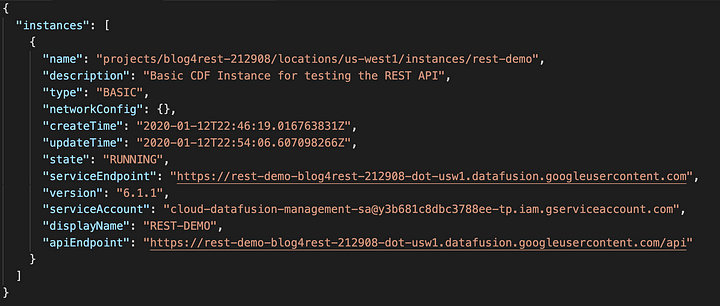 {
  "instances": [
    {
      "name": "projects/blog4rest-212908/locations/us-west1/instances/rest-demo",
      "description": "Basic CDF Instance for testing the REST API",
      "type": "BASIC",
      "networkConfig": {},
      "createTime": "2020-01-12T22:46:19.016763831Z",
      "updateTime": "2020-01-12T22:54:06.607098266Z",
      "state": "RUNNING",
      "serviceEndpoint": "https://rest-demo-blog4rest-212908-dot-usw1.datafusion.googleusercontent.com",
      "version": "6.1.1",
      "serviceAccount": "cloud-datafusion-management-sa@y3b681c8dbc3788ee-tp.iam.gserviceaccount.com",
      "displayName": "REST-DEMO",
      "apiEndpoint": "https://rest-demo-blog4rest-212908-dot-usw1.datafusion.googleusercontent.com/api"
    }
  ]
}